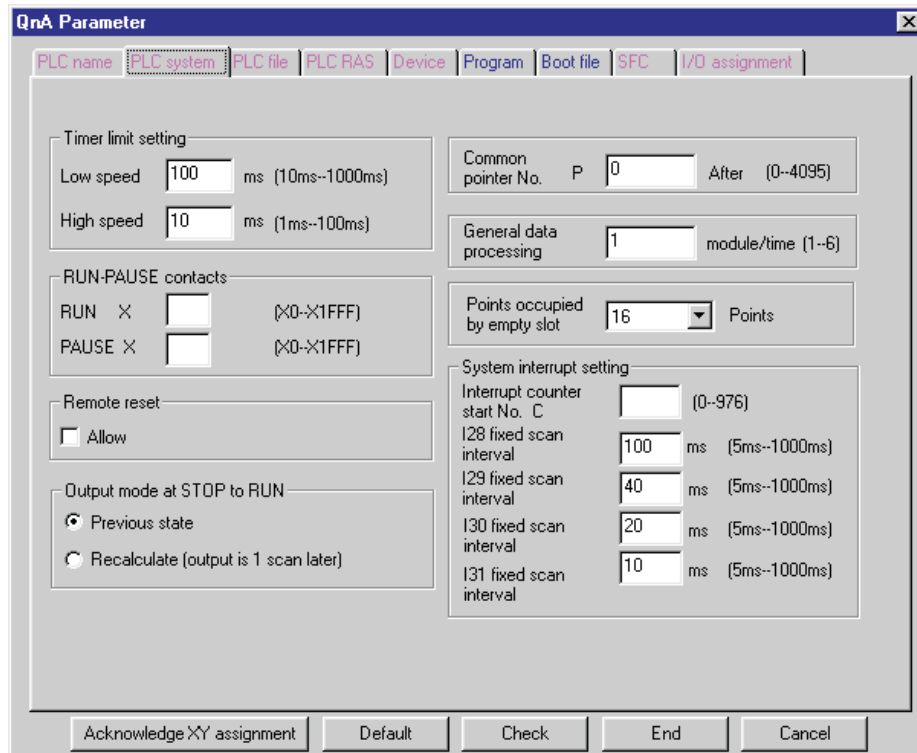 QnA Parameter
PLC name PLC system PLC file PLC RAS Device Program Boot file SFC I/O assignment
Timer limit setting
Low speed 100 ms (10ms--1000ms)
High speed 10 ms (1ms--100ms)
RUN-PAUSE contacts
RUN X (X0--X1FFF)
PAUSE X (X0--X1FFF)
Remote reset
Allow
Output mode at STOP to RUN
Previous state
Recalculate (output is 1 scan later)
Common
pointer No. P 0 After (0--4095)
General data
processing 1 module/time (1--6)
Points occupied
by empty slot 16 Points
System interrupt setting
Interrupt counter
start No. C (0--976)
I28 fixed scan
interval 100 ms (5ms--1000ms)
I29 fixed scan
interval 40 ms (5ms--1000ms)
I30 fixed scan
interval 20 ms (5ms--1000ms)
I31 fixed scan
interval 10 ms (5ms--1000ms)
Acknowledge XY assignment Default Check End Cancel